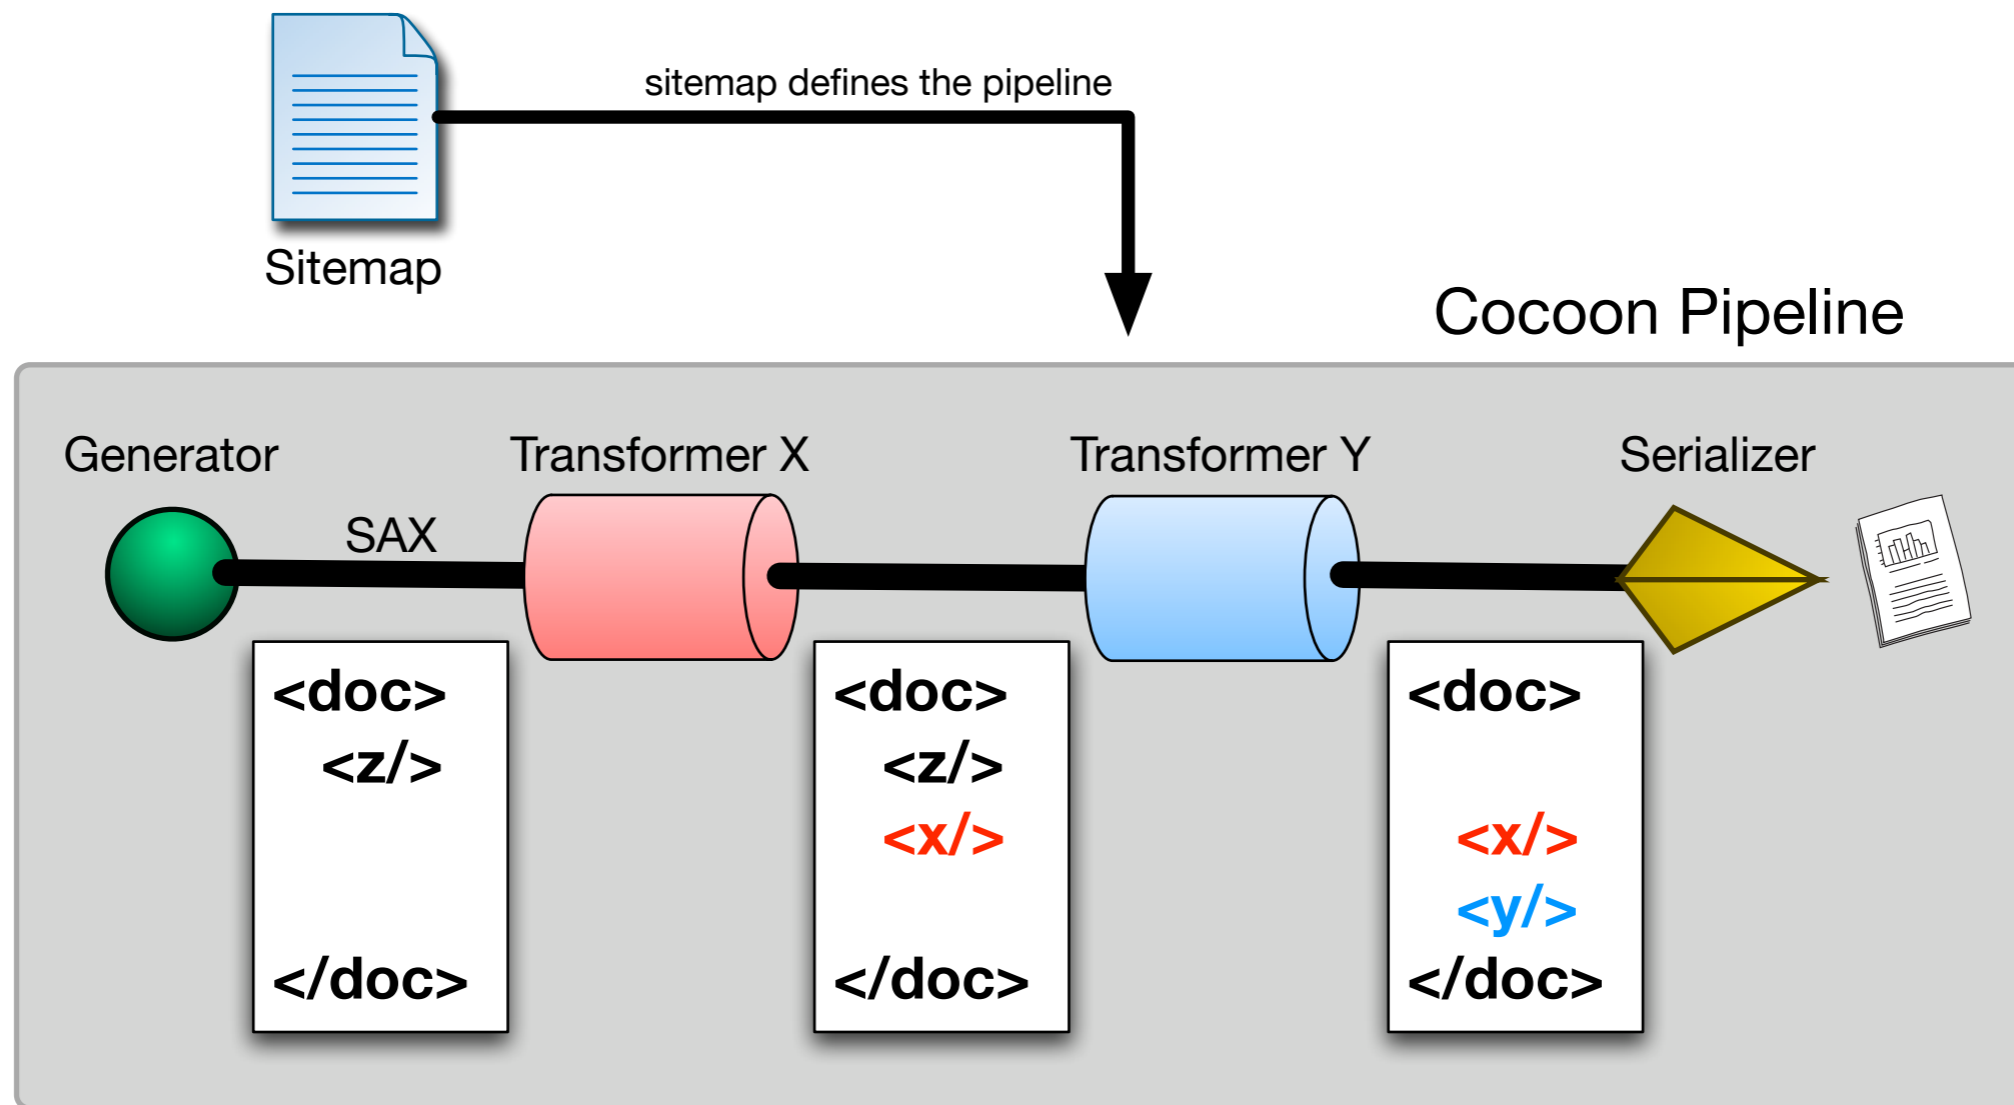 sitemap defines the pipeline
Sitemap
Cocoon Pipeline
Generator
Transformer X
Transformer Y
Serializer
SAX
<doc>
<z/>
</doc>
<doc>
<z/>
<x/>
</doc>
<doc>
<x/>
<y/>
</doc>